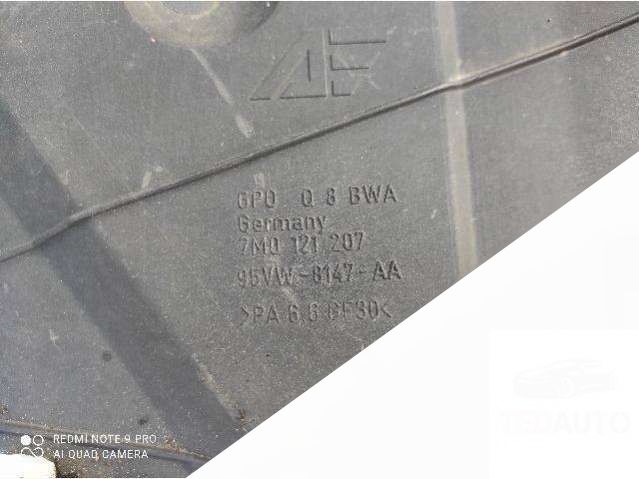 GPO Q 8 BWA
Germany
7M0 121 207
95VW-8147-AA
>PA 6.6 GF30<
REDMI NOTE 9 PRO
AI QUAD CAMERA
TEDAUTO